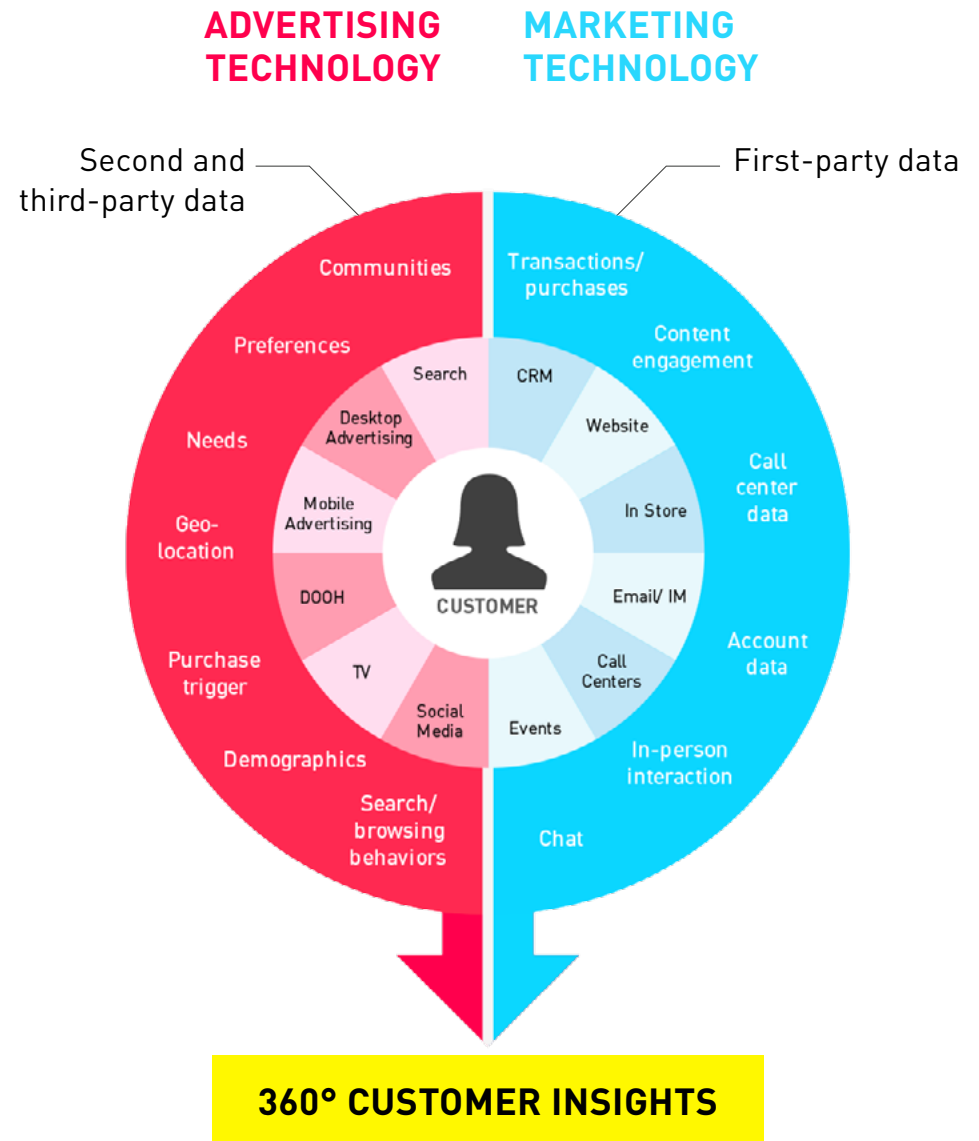 ADVERTISING
TECHNOLOGY
MARKETING
TECHNOLOGY
Second and
third-party data
First-party data
Communities
Preferences
Needs
Geo-
location
Purchase
trigger
Demographics
Search/
browsing
behaviors
Transactions/
purchases
Content
engagement
Call
center
data
Account
data
In-person
interaction
Chat
Search
Desktop
Advertising
Mobile
Advertising
DOOH
TV
Social
Media
CRM
Website
In Store
Email/ IM
Call
Centers
Events
CUSTOMER
360° CUSTOMER INSIGHTS